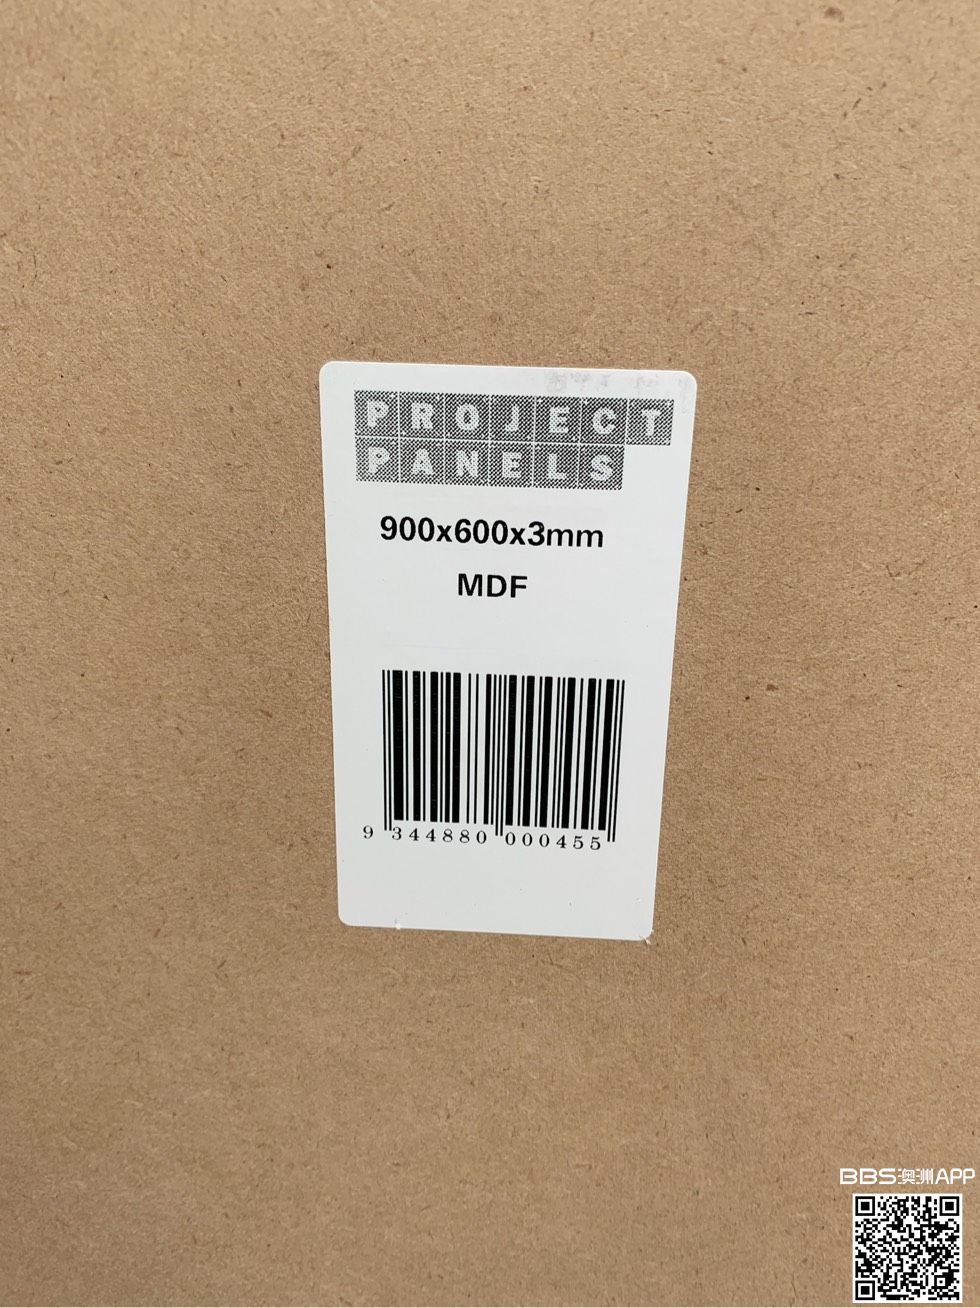 PROJECT
PANELS
900x600x3mm
MDF
9 344880 000455
BBS澳洲APP